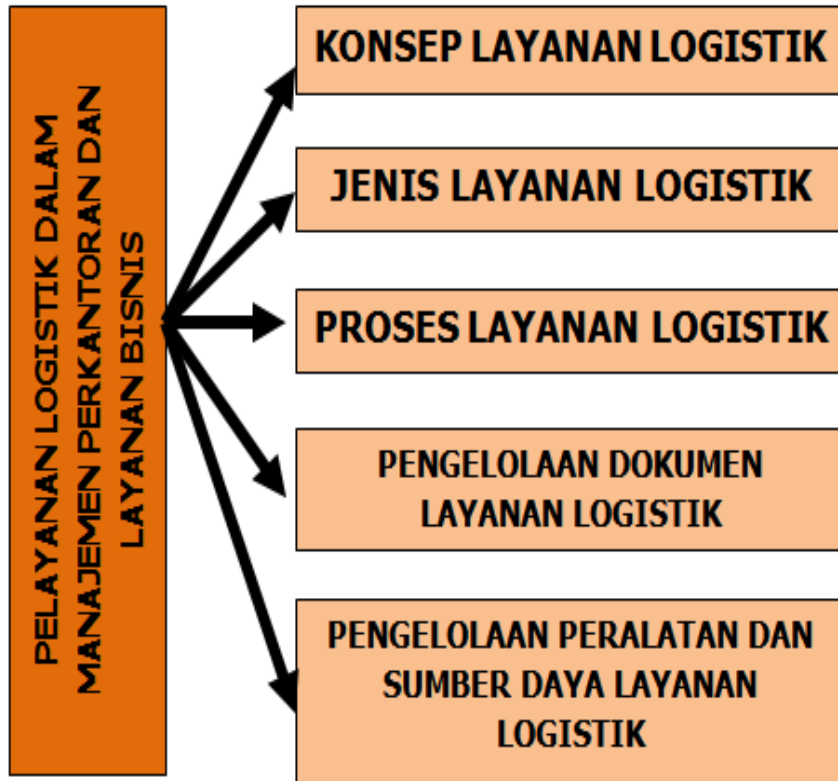 PELAYANAN LOGISTIK DALAM
MANAJEMEN PERKANTORAN DAN
LAYANAN BISNIS
KONSEP LAYANAN LOGISTIK
JENIS LAYANAN LOGISTIK
PROSES LAYANAN LOGISTIK
PENGELOLAAN DOKUMEN
LAYANAN LOGISTIK
PENGELOLAAN PERALATAN DAN
SUMBER DAYA LAYANAN
LOGISTIK